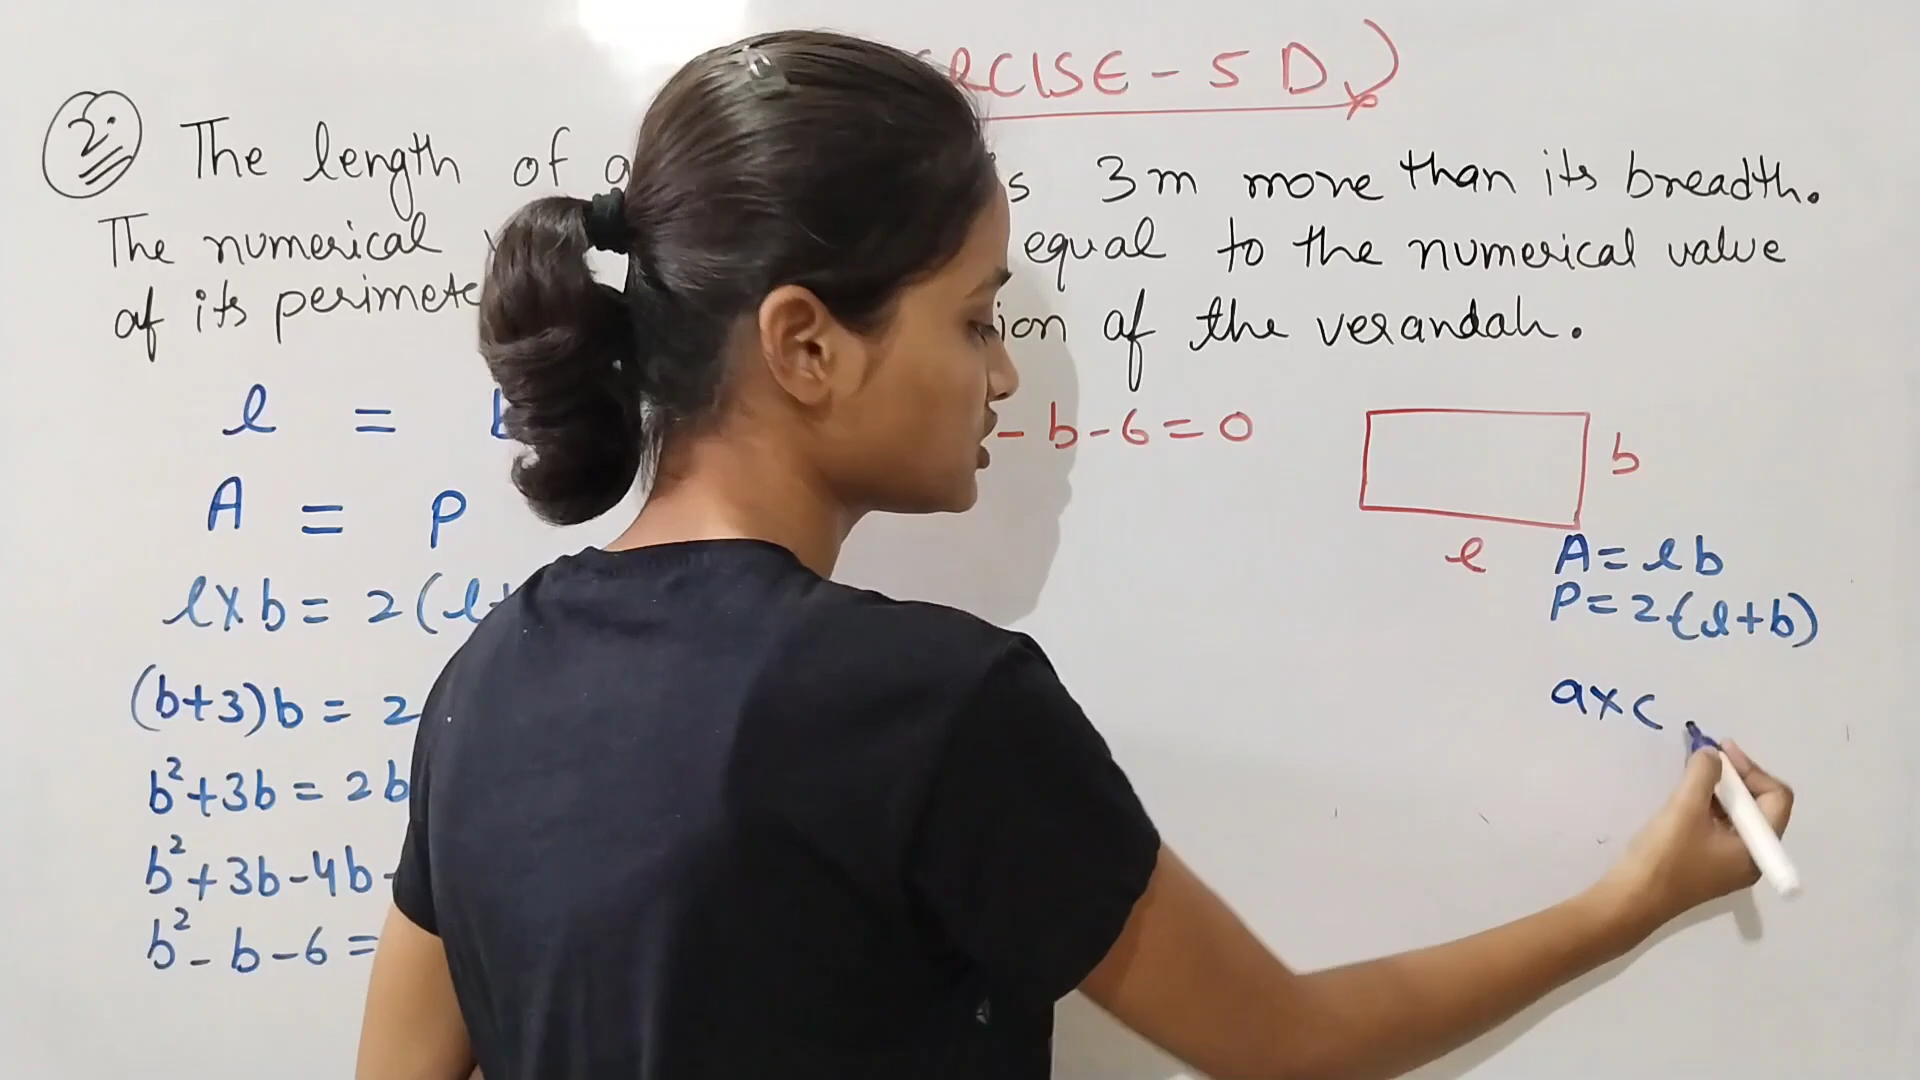 RCISE - 5 D
2. The length of a s 3m more than its breadth.
The numerical equal to the numerical value
of its perimete ion of the verandah.
l = b
- b - 6 = 0
b
l
A = P
A = lb
P = 2(l+b)
l x b = 2(l+
(b+3)b = 2
a x c
b² + 3b = 2b
b² + 3b - 4b -
b² - b - 6 =